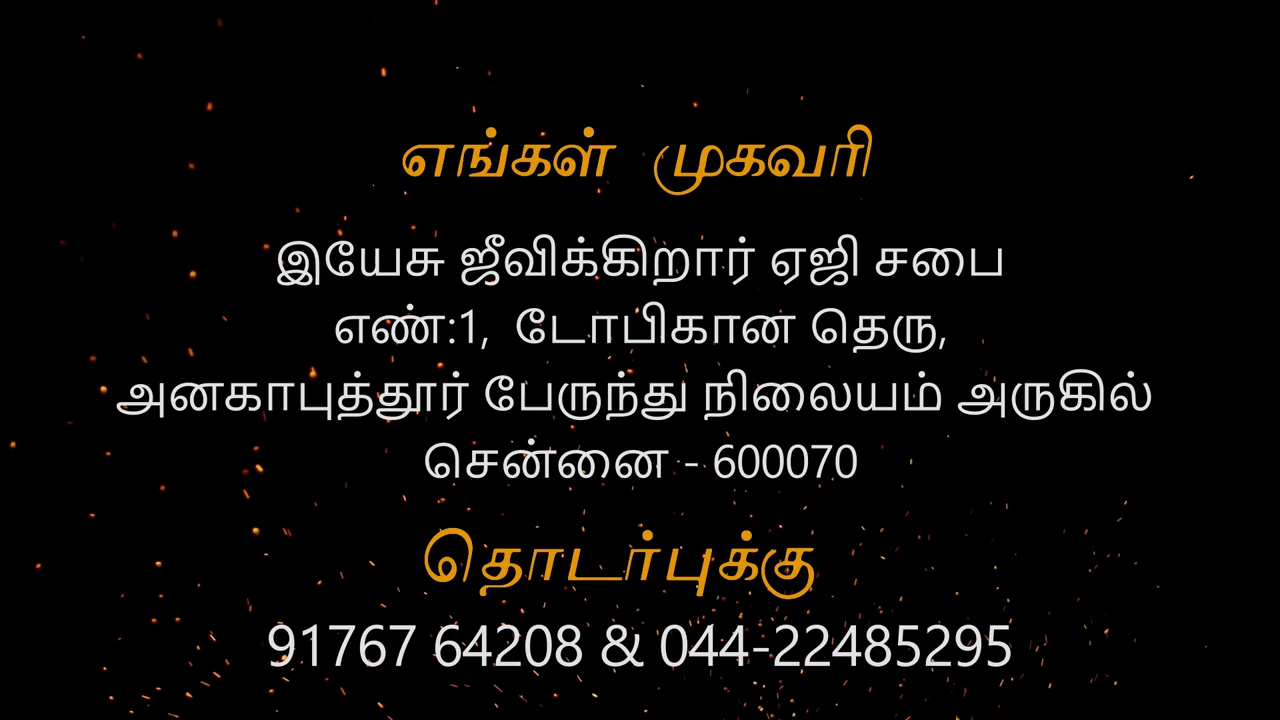 எங்கள் முகவரி
இயேசு ஜீவிக்கிறார் ஏஜி சபை
எண்:1, டோபிகான தெரு,
அனகாபுத்தூர் பேருந்து நிலையம் அருகில்
சென்னை - 600070
தொடர்புக்கு
91767 64208 & 044-22485295